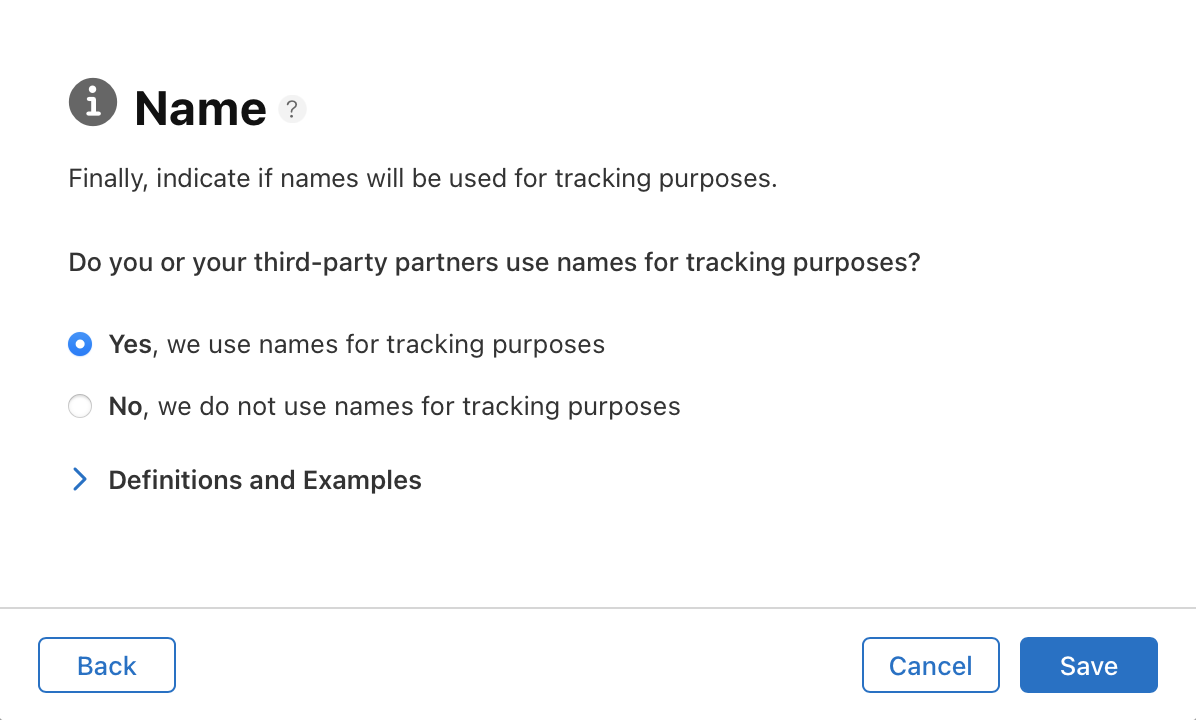 Name ?
Finally, indicate if names will be used for tracking purposes.
Do you or your third-party partners use names for tracking purposes?
Yes, we use names for tracking purposes
No, we do not use names for tracking purposes
Definitions and Examples
Back Cancel Save